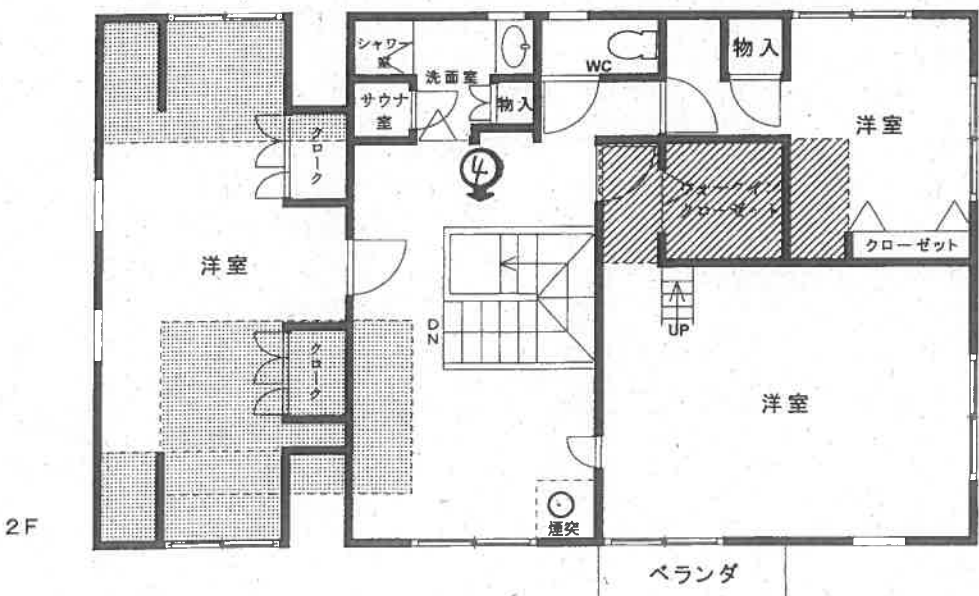 シャワー
室
洗面室
サウナ
室
物入
WC
物入
洋室
クローク
④
ウォークイン
クローゼット
クローゼット
洋室
DN
UP
クローク
洋室
煙突
2F
ベランダ